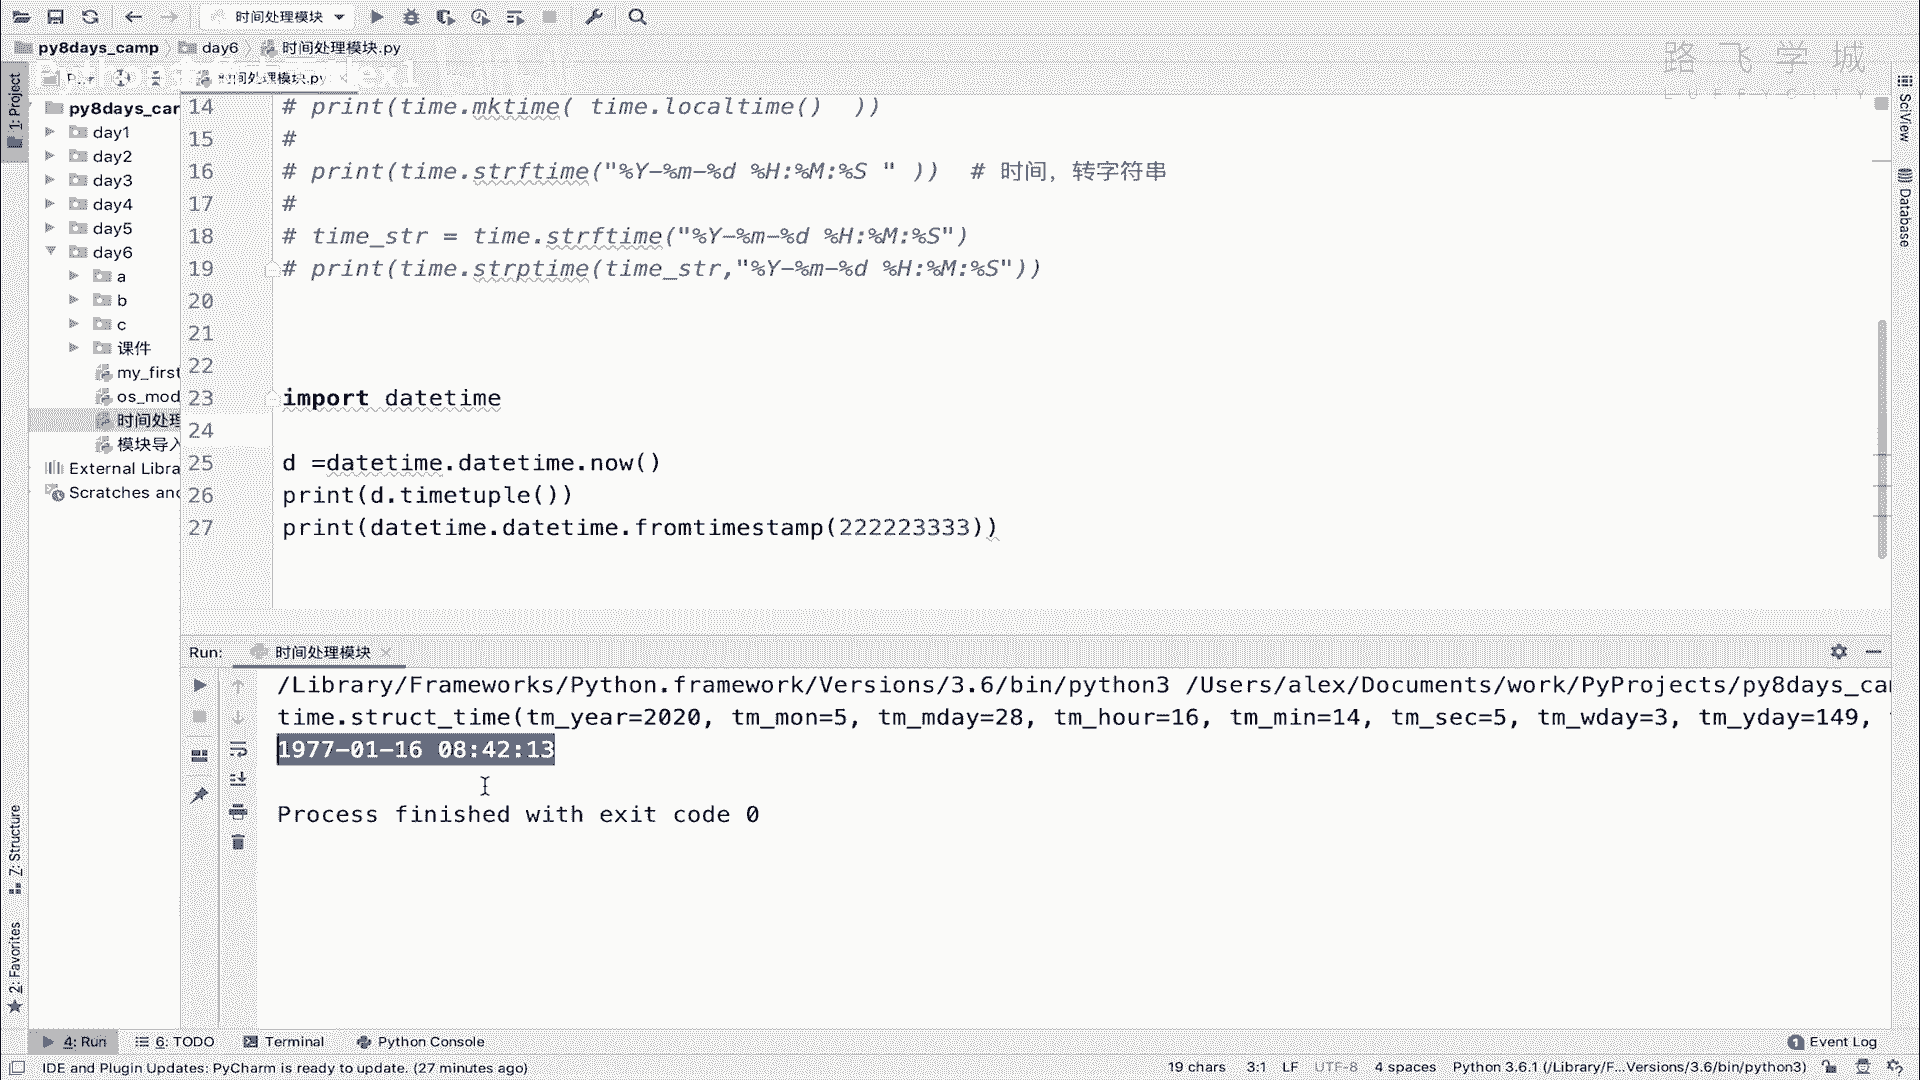 时间处理模块
py8days_camp day6 时间处理模块.py
路飞学城
LUFFYCITY
时间处理模块.py
1: Project
py8days_car
day1
day2
day3
day4
day5
day6
a
b
c
课件
my_first
os_mod
时间处理
模块导入
External Libra
Scratches and
14 # print(time.mktime( time.localtime()  ))
15 #
16 # print(time.strftime("%Y-%m-%d %H:%M:%S " ))  # 时间，转字符串
17 #
18 # time_str = time.strftime("%Y-%m-%d %H:%M:%S")
19 # print(time.strptime(time_str,"%Y-%m-%d %H:%M:%S"))
20
21
22
23 import datetime
24
25 d =datetime.datetime.now()
26 print(d.timetuple())
27 print(datetime.datetime.fromtimestamp(222223333))
SciView
Database
Run: 时间处理模块
/Library/Frameworks/Python.framework/Versions/3.6/bin/python3 /Users/alex/Documents/work/PyProjects/py8days_ca
time.struct_time(tm_year=2020, tm_mon=5, tm_mday=28, tm_hour=16, tm_min=14, tm_sec=5, tm_wday=3, tm_yday=149,
1977-01-16 08:42:13
Process finished with exit code 0
Z: Structure
2: Favorites
4: Run 6: TODO Terminal Python Console 1 Event Log
IDE and Plugin Updates: PyCharm is ready to update. (27 minutes ago) 19 chars 3:1 LF UTF-8 4 spaces Python 3.6.1 (/Library/F...Versions/3.6/bin/python3)